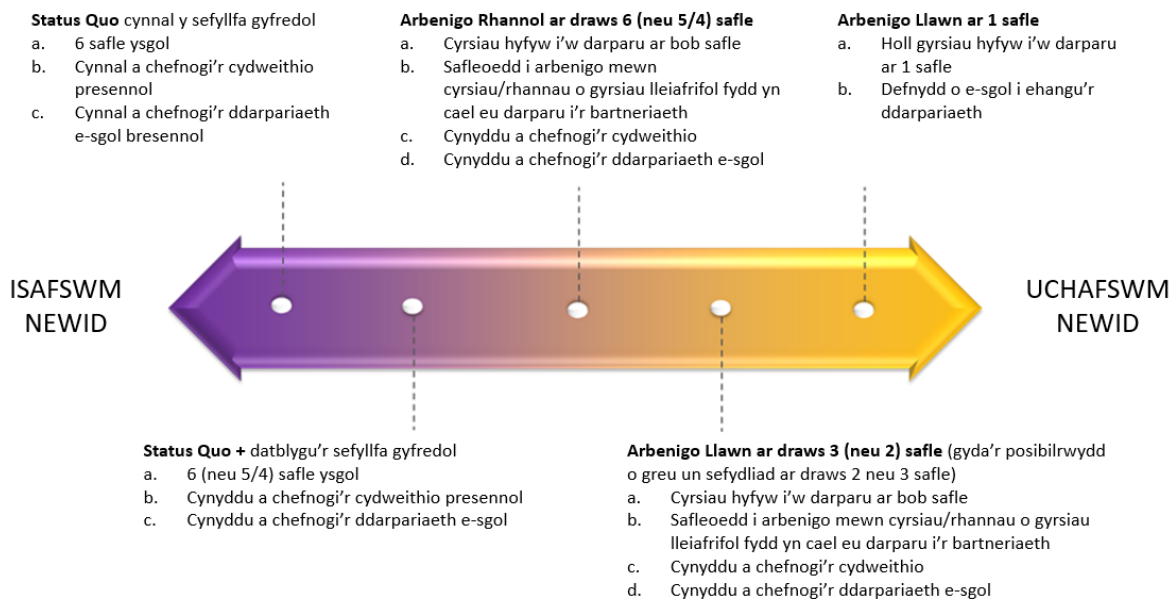 Status Quo cynnal y sefyllfa gyfredol
a. 6 safle ysgol
b. Cynnal a chefnogi'r cydweithio
presennol
c. Cynnal a chefnogi'r ddarpariaeth
e-sgol bresennol
Arbenigo Rhannol ar draws 6 (neu 5/4) safle
a. Cyrsiau hyfyw i'w darparu ar bob safle
b. Safleoedd i arbenigo mewn
cyrsiau/rhannau o gyrsiau lleiafrifol fydd yn
cael eu darparu i'r bartneriaeth
c. Cynyddu a chefnogi'r cydweithio
d. Cynyddu a chefnogi'r ddarpariaeth e-sgol
Arbenigo Llawn ar 1 safle
a. Holl gyrsiau hyfyw i'w darparu
ar 1 safle
b. Defnydd o e-sgol i ehangu'r
ddarpariaeth
ISAFSWM
NEWID
UCHAFSWM
NEWID
Status Quo + datblygu'r sefyllfa gyfredol
a. 6 (neu 5/4) safle ysgol
b. Cynyddu a chefnogi'r cydweithio presennol
c. Cynyddu a chefnogi'r ddarpariaeth e-sgol
Arbenigo Llawn ar draws 3 (neu 2) safle (gyda'r posibilrwydd
o greu un sefydliad ar draws 2 neu 3 safle)
a. Cyrsiau hyfyw i'w darparu ar bob safle
b. Safleoedd i arbenigo mewn cyrsiau/rhannau o gyrsiau
lleiafrifol fydd yn cael eu darparu i'r bartneriaeth
c. Cynyddu a chefnogi'r cydweithio
d. Cynyddu a chefnogi'r ddarpariaeth e-sgol